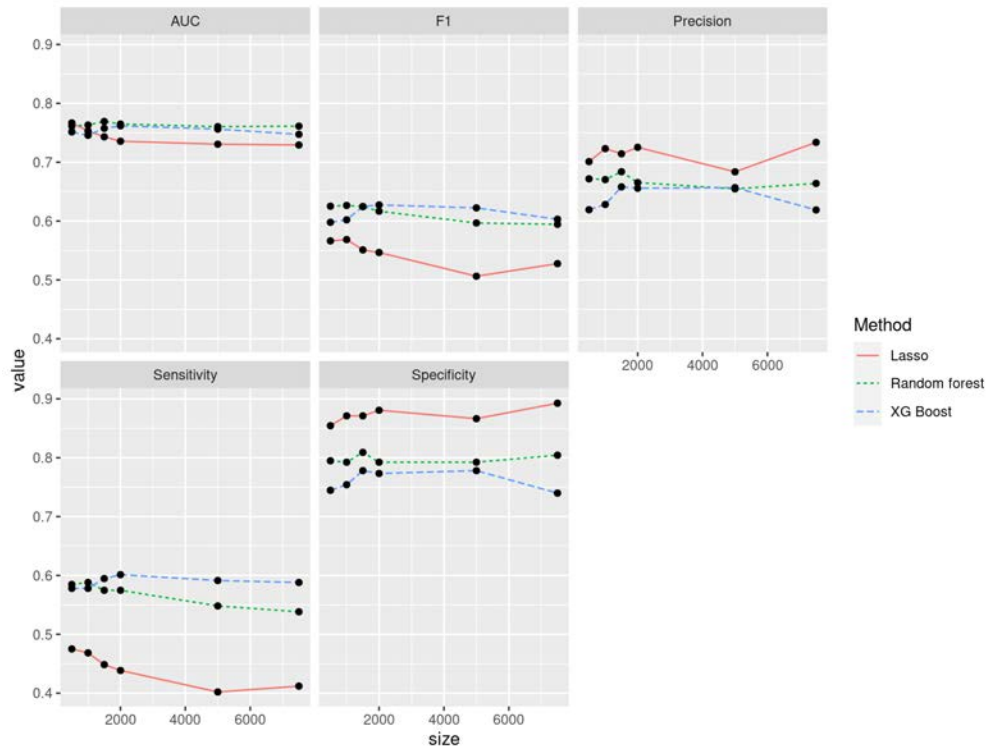 AUC
F1
Precision
0.9
0.8
0.7
0.6
0.5
0.4
2000 4000 6000
Method
Lasso
Random forest
XG Boost
value
Sensitivity
Specificity
0.9
0.8
0.7
0.6
0.5
0.4
2000 4000 6000
2000 4000 6000
size